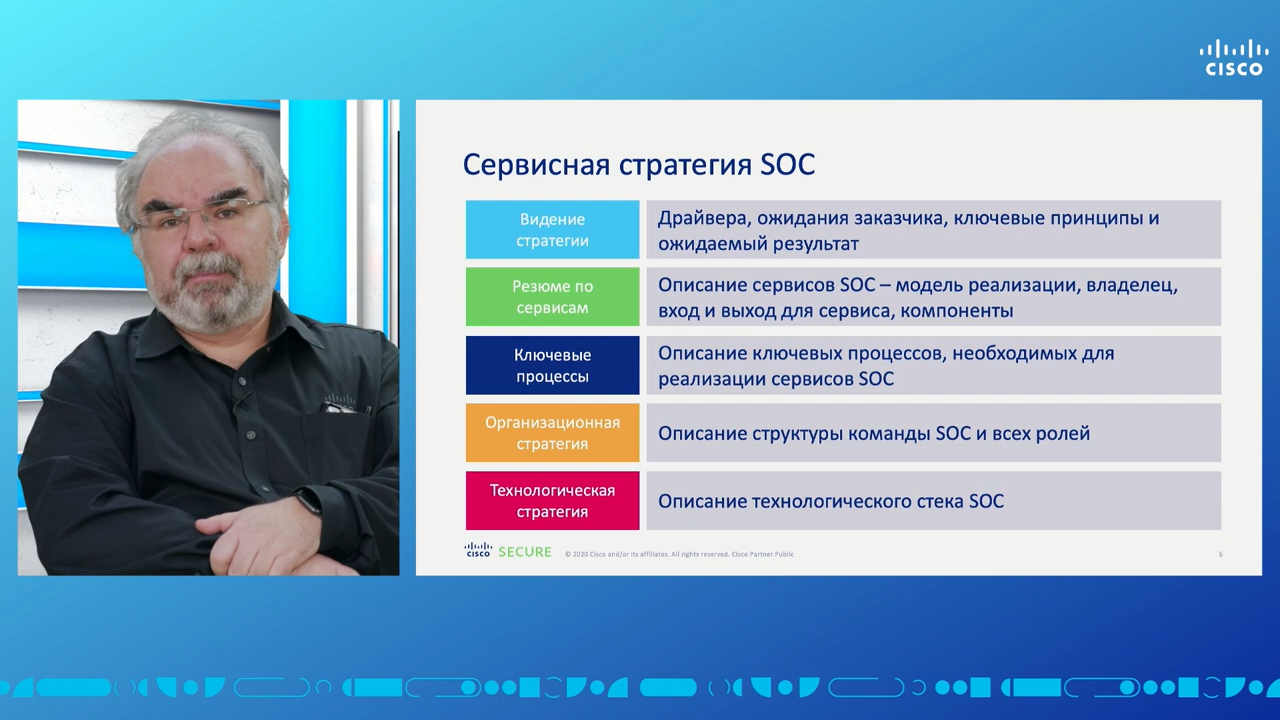 CISCO
Сервисная стратегия SOC
Видение
стратегии
Драйвера, ожидания заказчика, ключевые принципы и
ожидаемый результат
Резюме по
сервисам
Описание сервисов SOC – модель реализации, владелец,
вход и выход для сервиса, компоненты
Ключевые
процессы
Описание ключевых процессов, необходимых для
реализации сервисов SOC
Организационная
стратегия
Описание структуры команды SOC и всех ролей
Технологическая
стратегия
Описание технологического стека SOC
CISCO SECURE © 2020 Cisco and/or its affiliates. All rights reserved. Cisco Partner Public 6